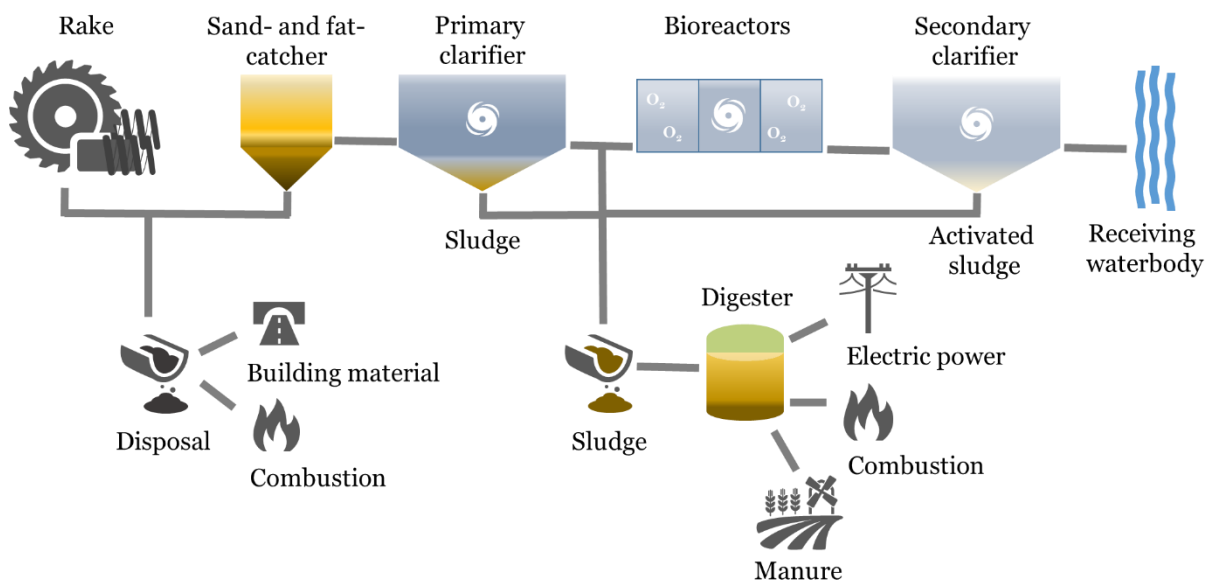 Rake
Sand- and fat-
catcher
Primary
clarifier
Bioreactors
Secondary
clarifier
O₂
O₂
O₂
O₂
Sludge
Activated
sludge
Receiving
waterbody
Digester
Building material
Electric power
Disposal
Sludge
Combustion
Combustion
Manure